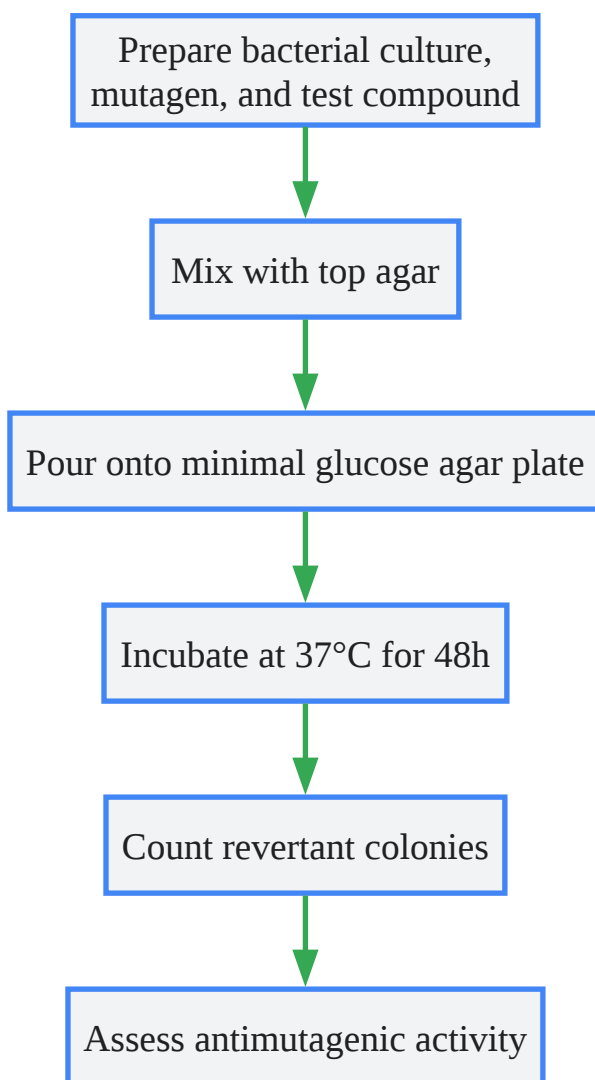 Prepare bacterial culture,
mutagen, and test compound
Mix with top agar
Pour onto minimal glucose agar plate
Incubate at 37°C for 48h
Count revertant colonies
Assess antimutagenic activity